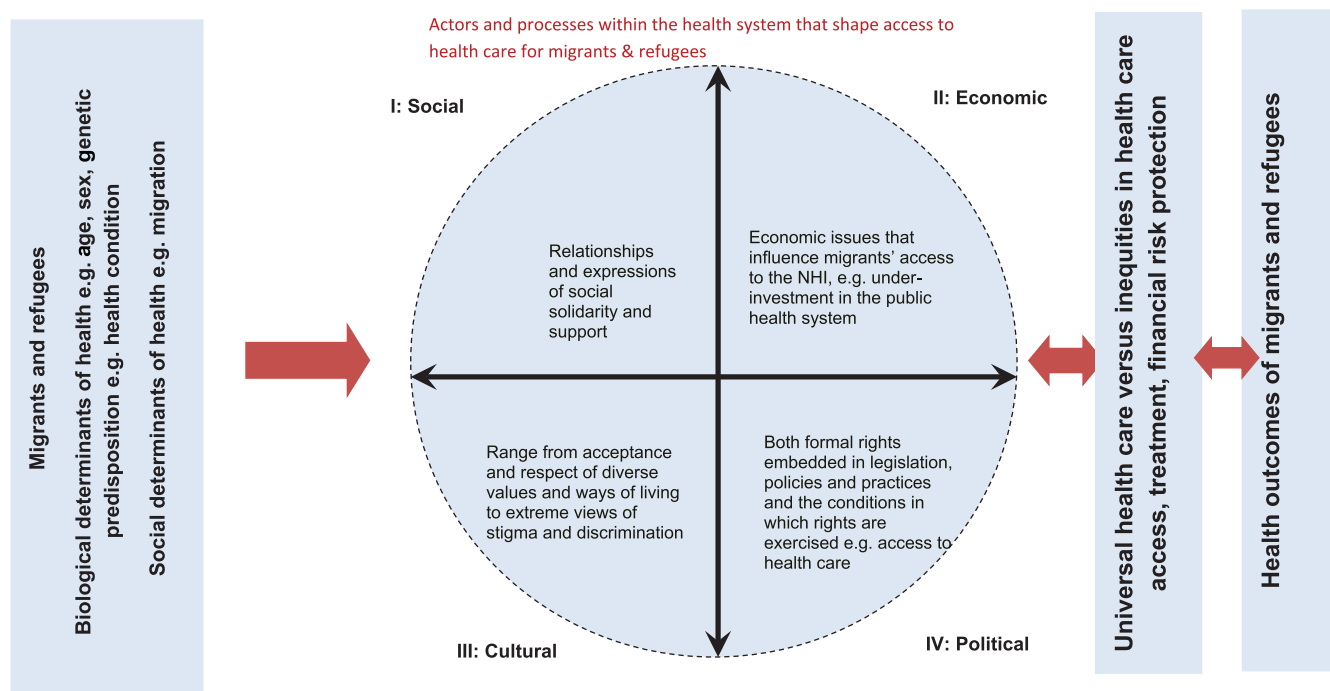 Migrants and refugees
Biological determinants of health e.g. age, sex, genetic
predisposition e.g. health condition
Social determinants of health e.g. migration
Actors and processes within the health system that shape access to
health care for migrants & refugees
I: Social
II: Economic
Relationships
and expressions
of social
solidarity and
support
Economic issues that
influence migrants’ access
to the NHI, e.g. under-
investment in the public
health system
Range from acceptance
and respect of diverse
values and ways of living
to extreme views of
stigma and discrimination
Both formal rights
embedded in legislation,
policies and practices
and the conditions in
which rights are
exercised e.g. access to
health care
III: Cultural
IV: Political
Universal health care versus inequities in health care
access, treatment, financial risk protection
Health outcomes of migrants and refugees